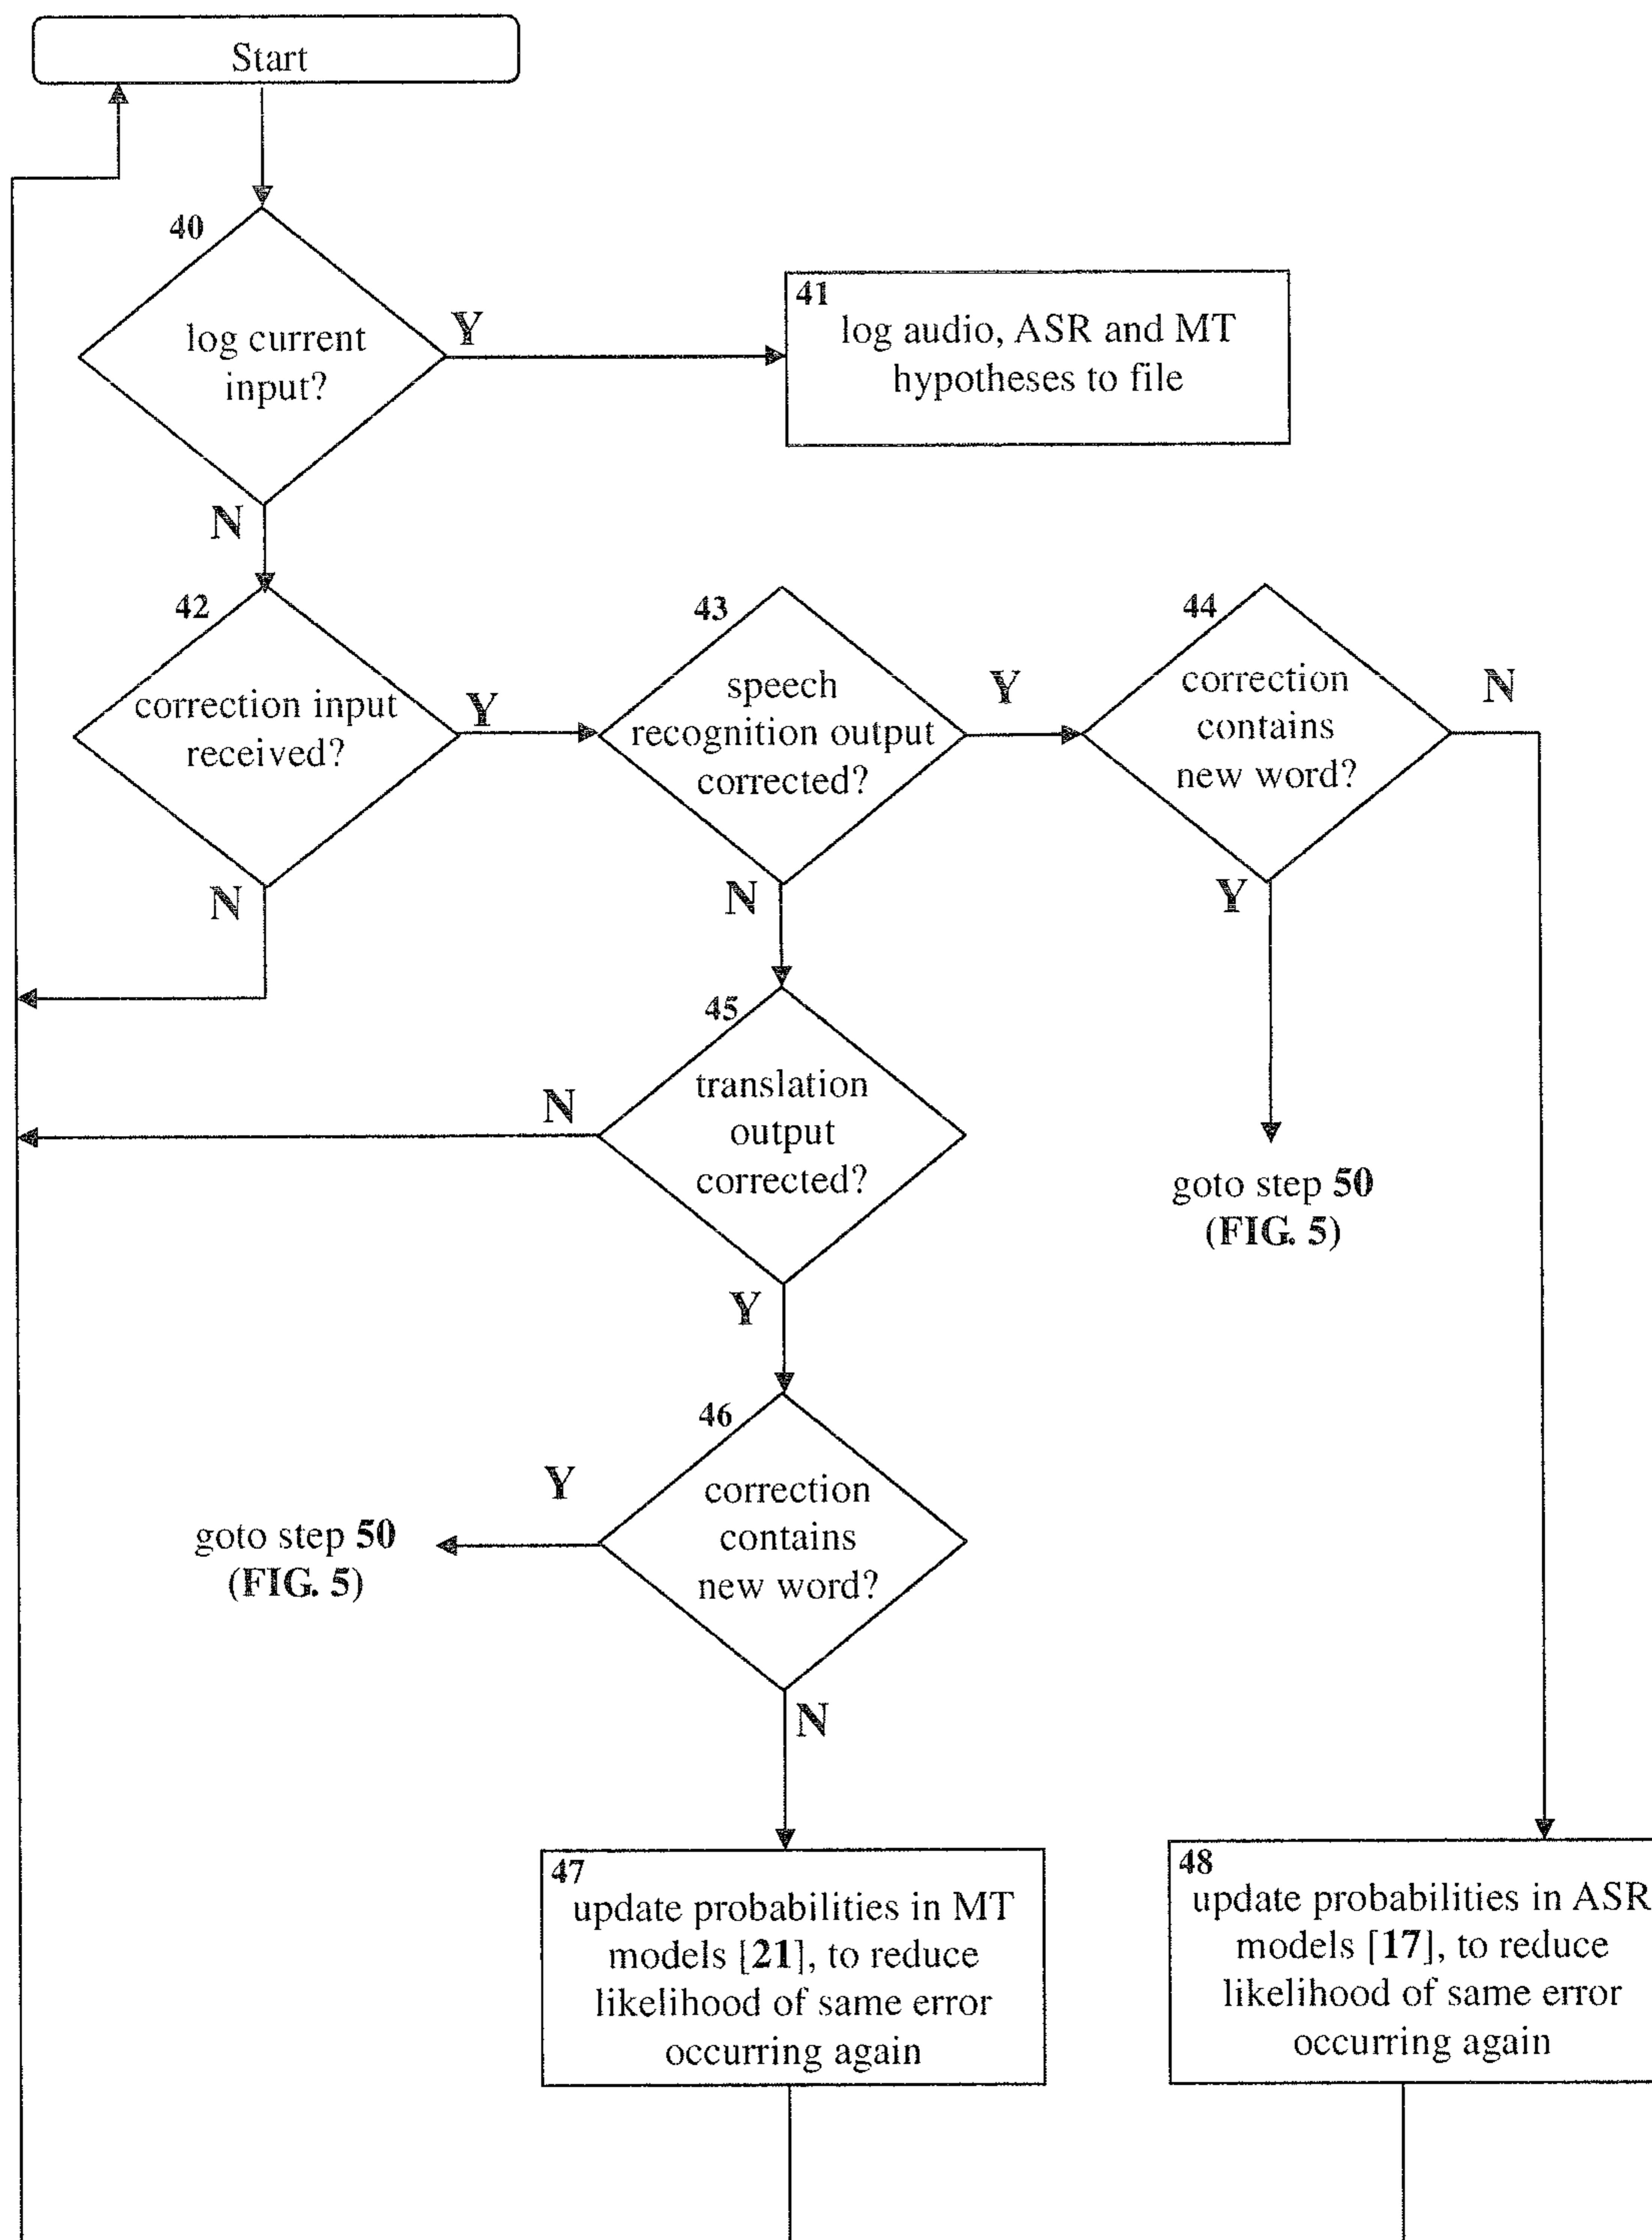 Start
40
log current
input?
Y
41
log audio, ASR and MT
hypotheses to file
N
42
correction input
received?
Y
N
43
speech
recognition output
corrected?
Y
N
44
correction
contains
new word?
N
Y
goto step 50
(FIG. 5)
45
translation
output
corrected?
N
Y
46
correction
contains
new word?
Y
goto step 50
(FIG. 5)
N
47
update probabilities in MT
models [21], to reduce
likelihood of same error
occurring again
48
update probabilities in ASR
models [17], to reduce
likelihood of same error
occurring again